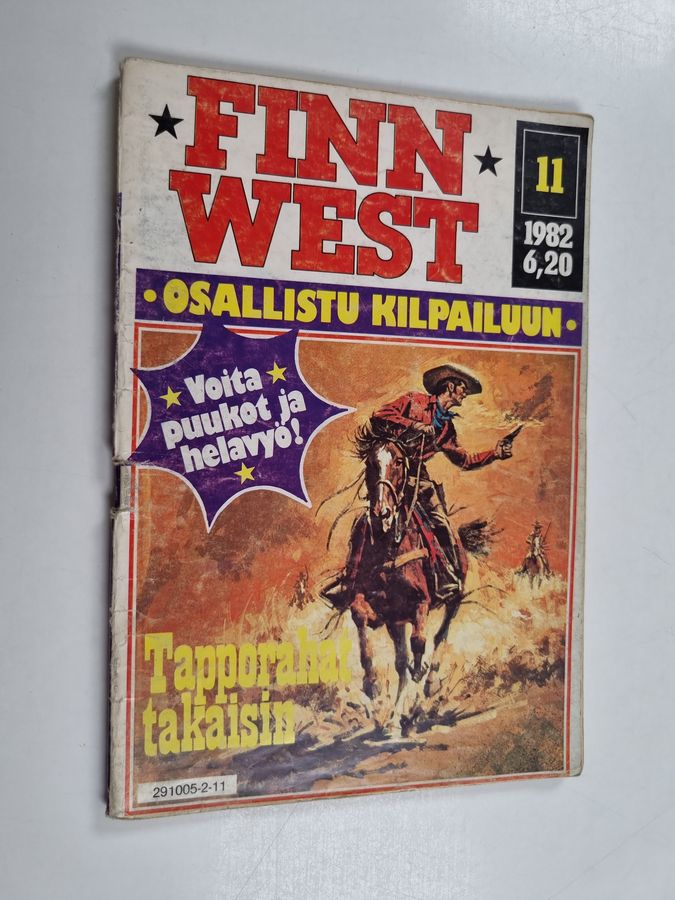 FINN
WEST
11
1982
6,20
• OSALLISTU KILPAILUUN •
Voita
puukot ja
helavyö!
Tapporahat
takaisin
291005-2-11